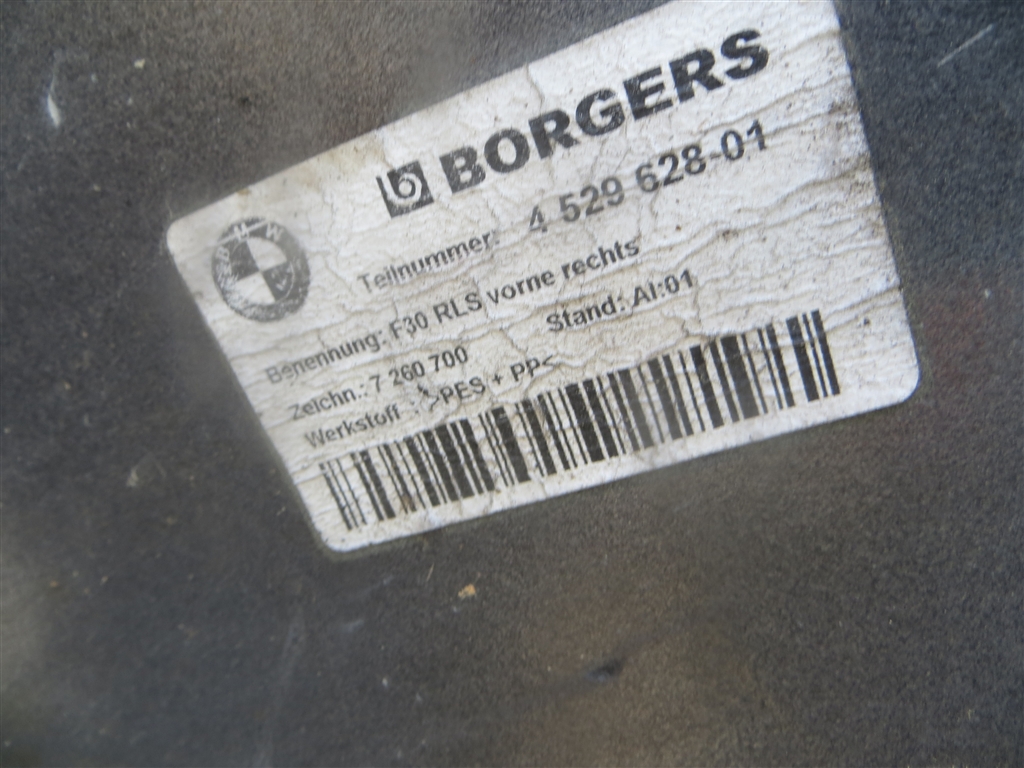 BORGERS
BMW
Teilnummer: 4 529 628-01
Benennung: F30 RLS vorne rechts
Zeichn.: 7 260 700 Stand: AI:01
Werkstoff : >PES + PP<